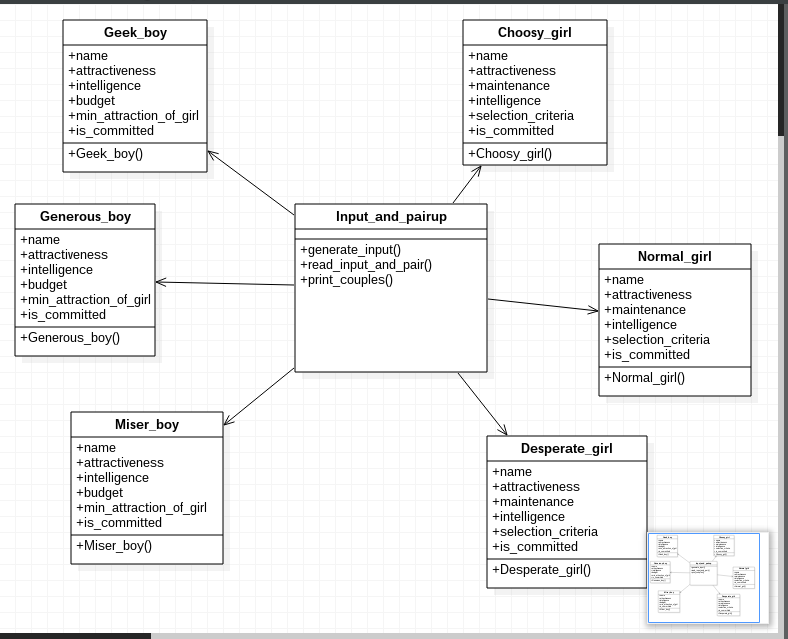 Geek_boy
+name
+attractiveness
+intelligence
+budget
+min_attraction_of_girl
+is_committed
+Geek_boy()
Choosy_girl
+name
+attractiveness
+maintenance
+intelligence
+selection_criteria
+is_committed
+Choosy_girl()
Generous_boy
+name
+attractiveness
+intelligence
+budget
+min_attraction_of_girl
+is_committed
+Generous_boy()
Input_and_pairup
+generate_input()
+read_input_and_pair()
+print_couples()
Normal_girl
+name
+attractiveness
+maintenance
+intelligence
+selection_criteria
+is_committed
+Normal_girl()
Miser_boy
+name
+attractiveness
+intelligence
+budget
+min_attraction_of_girl
+is_committed
+Miser_boy()
Desperate_girl
+name
+attractiveness
+maintenance
+intelligence
+selection_criteria
+is_committed
+Desperate_girl()